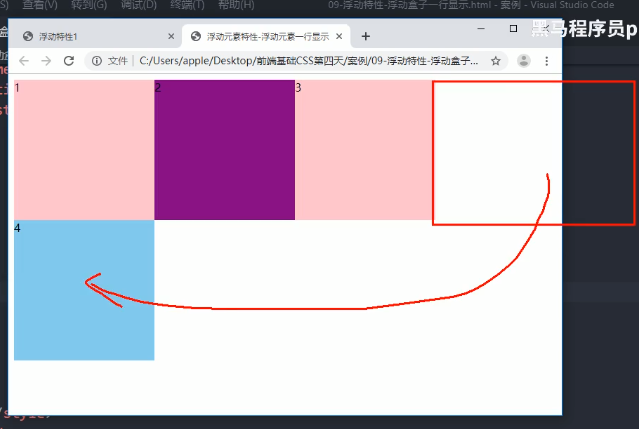 S) 查看(V) 转到(G) 调试(D) 终端(T) 帮助(H) 09-浮动特性-浮动盒子一行显示.html - 案例 - Visual Studio Code
黑马程序员p
浮动特性1 × 浮动元素特性-浮动元素一行显示 × +
文件 | C:/Users/apple/Desktop/前端基础CSS第四天/案例/09-浮动特性-浮动盒子一...
1 2 3
4